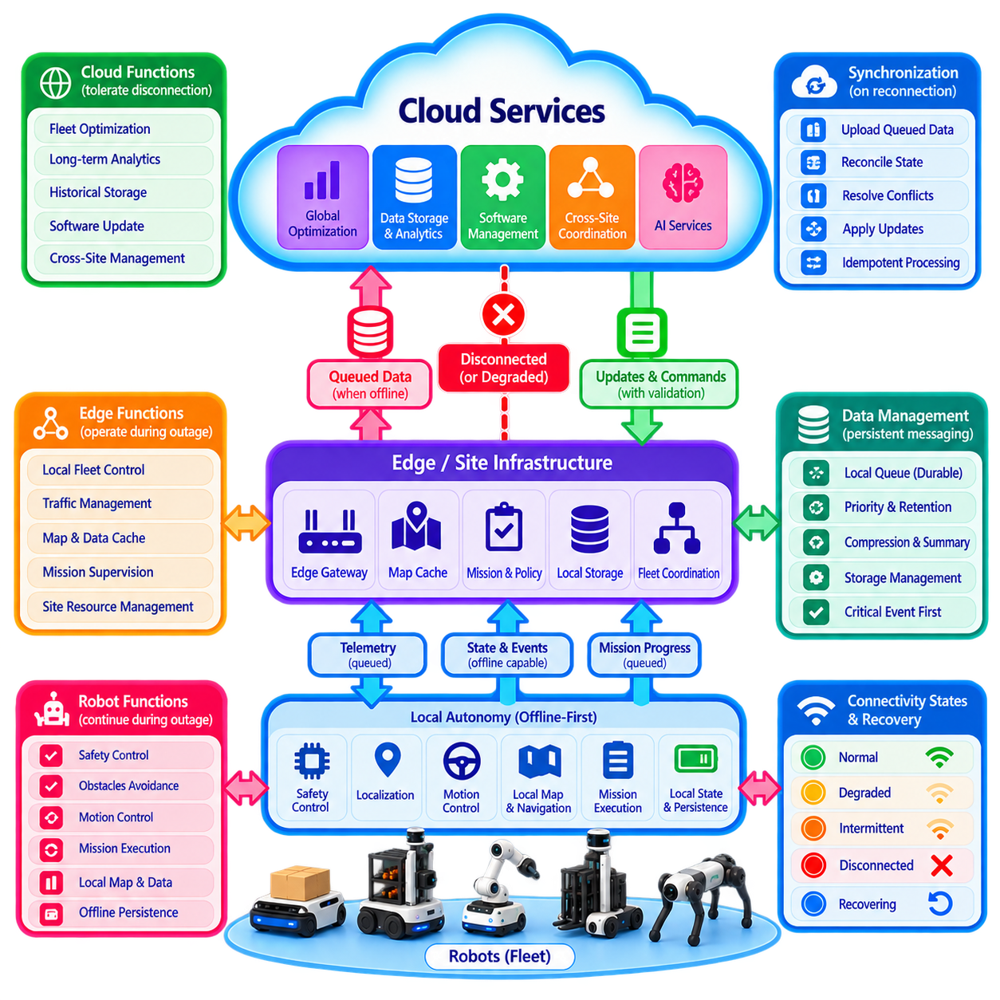 Cloud Services
Global
Optimization
Data Storage
& Analytics
Software
Management
Cross-Site
Coordination
AI Services
Cloud Functions
(tolerate disconnection)
Fleet Optimization
Long-term Analytics
Historical Storage
Software Update
Cross-Site Management
Synchronization
(on reconnection)
Upload Queued Data
Reconcile State
Resolve Conflicts
Apply Updates
Idempotent Processing
Queued Data
(when offline)
Disconnected
(or Degraded)
Updates & Commands
(with validation)
Edge Functions
(operate during outage)
Local Fleet Control
Traffic Management
Map & Data Cache
Mission Supervision
Site Resource Management
Edge / Site Infrastructure
Edge Gateway
Map Cache
Mission & Policy
Local Storage
Fleet Coordination
Data Management
(persistent messaging)
Local Queue (Durable)
Priority & Retention
Compression & Summary
Storage Management
Critical Event First
Telemetry
(queued)
State & Events
(offline capable)
Mission Progress
(queued)
Robot Functions
(continue during outage)
Safety Control
Obstacles Avoidance
Motion Control
Mission Execution
Local Map & Data
Offline Persistence
Local Autonomy (Offline-First)
Safety
Control
Localization
Motion
Control
Local Map
& Navigation
Mission
Execution
Local State
& Persistence
Connectivity States
& Recovery
Normal
Degraded
Intermittent
Disconnected
Recovering
Robots (Fleet)